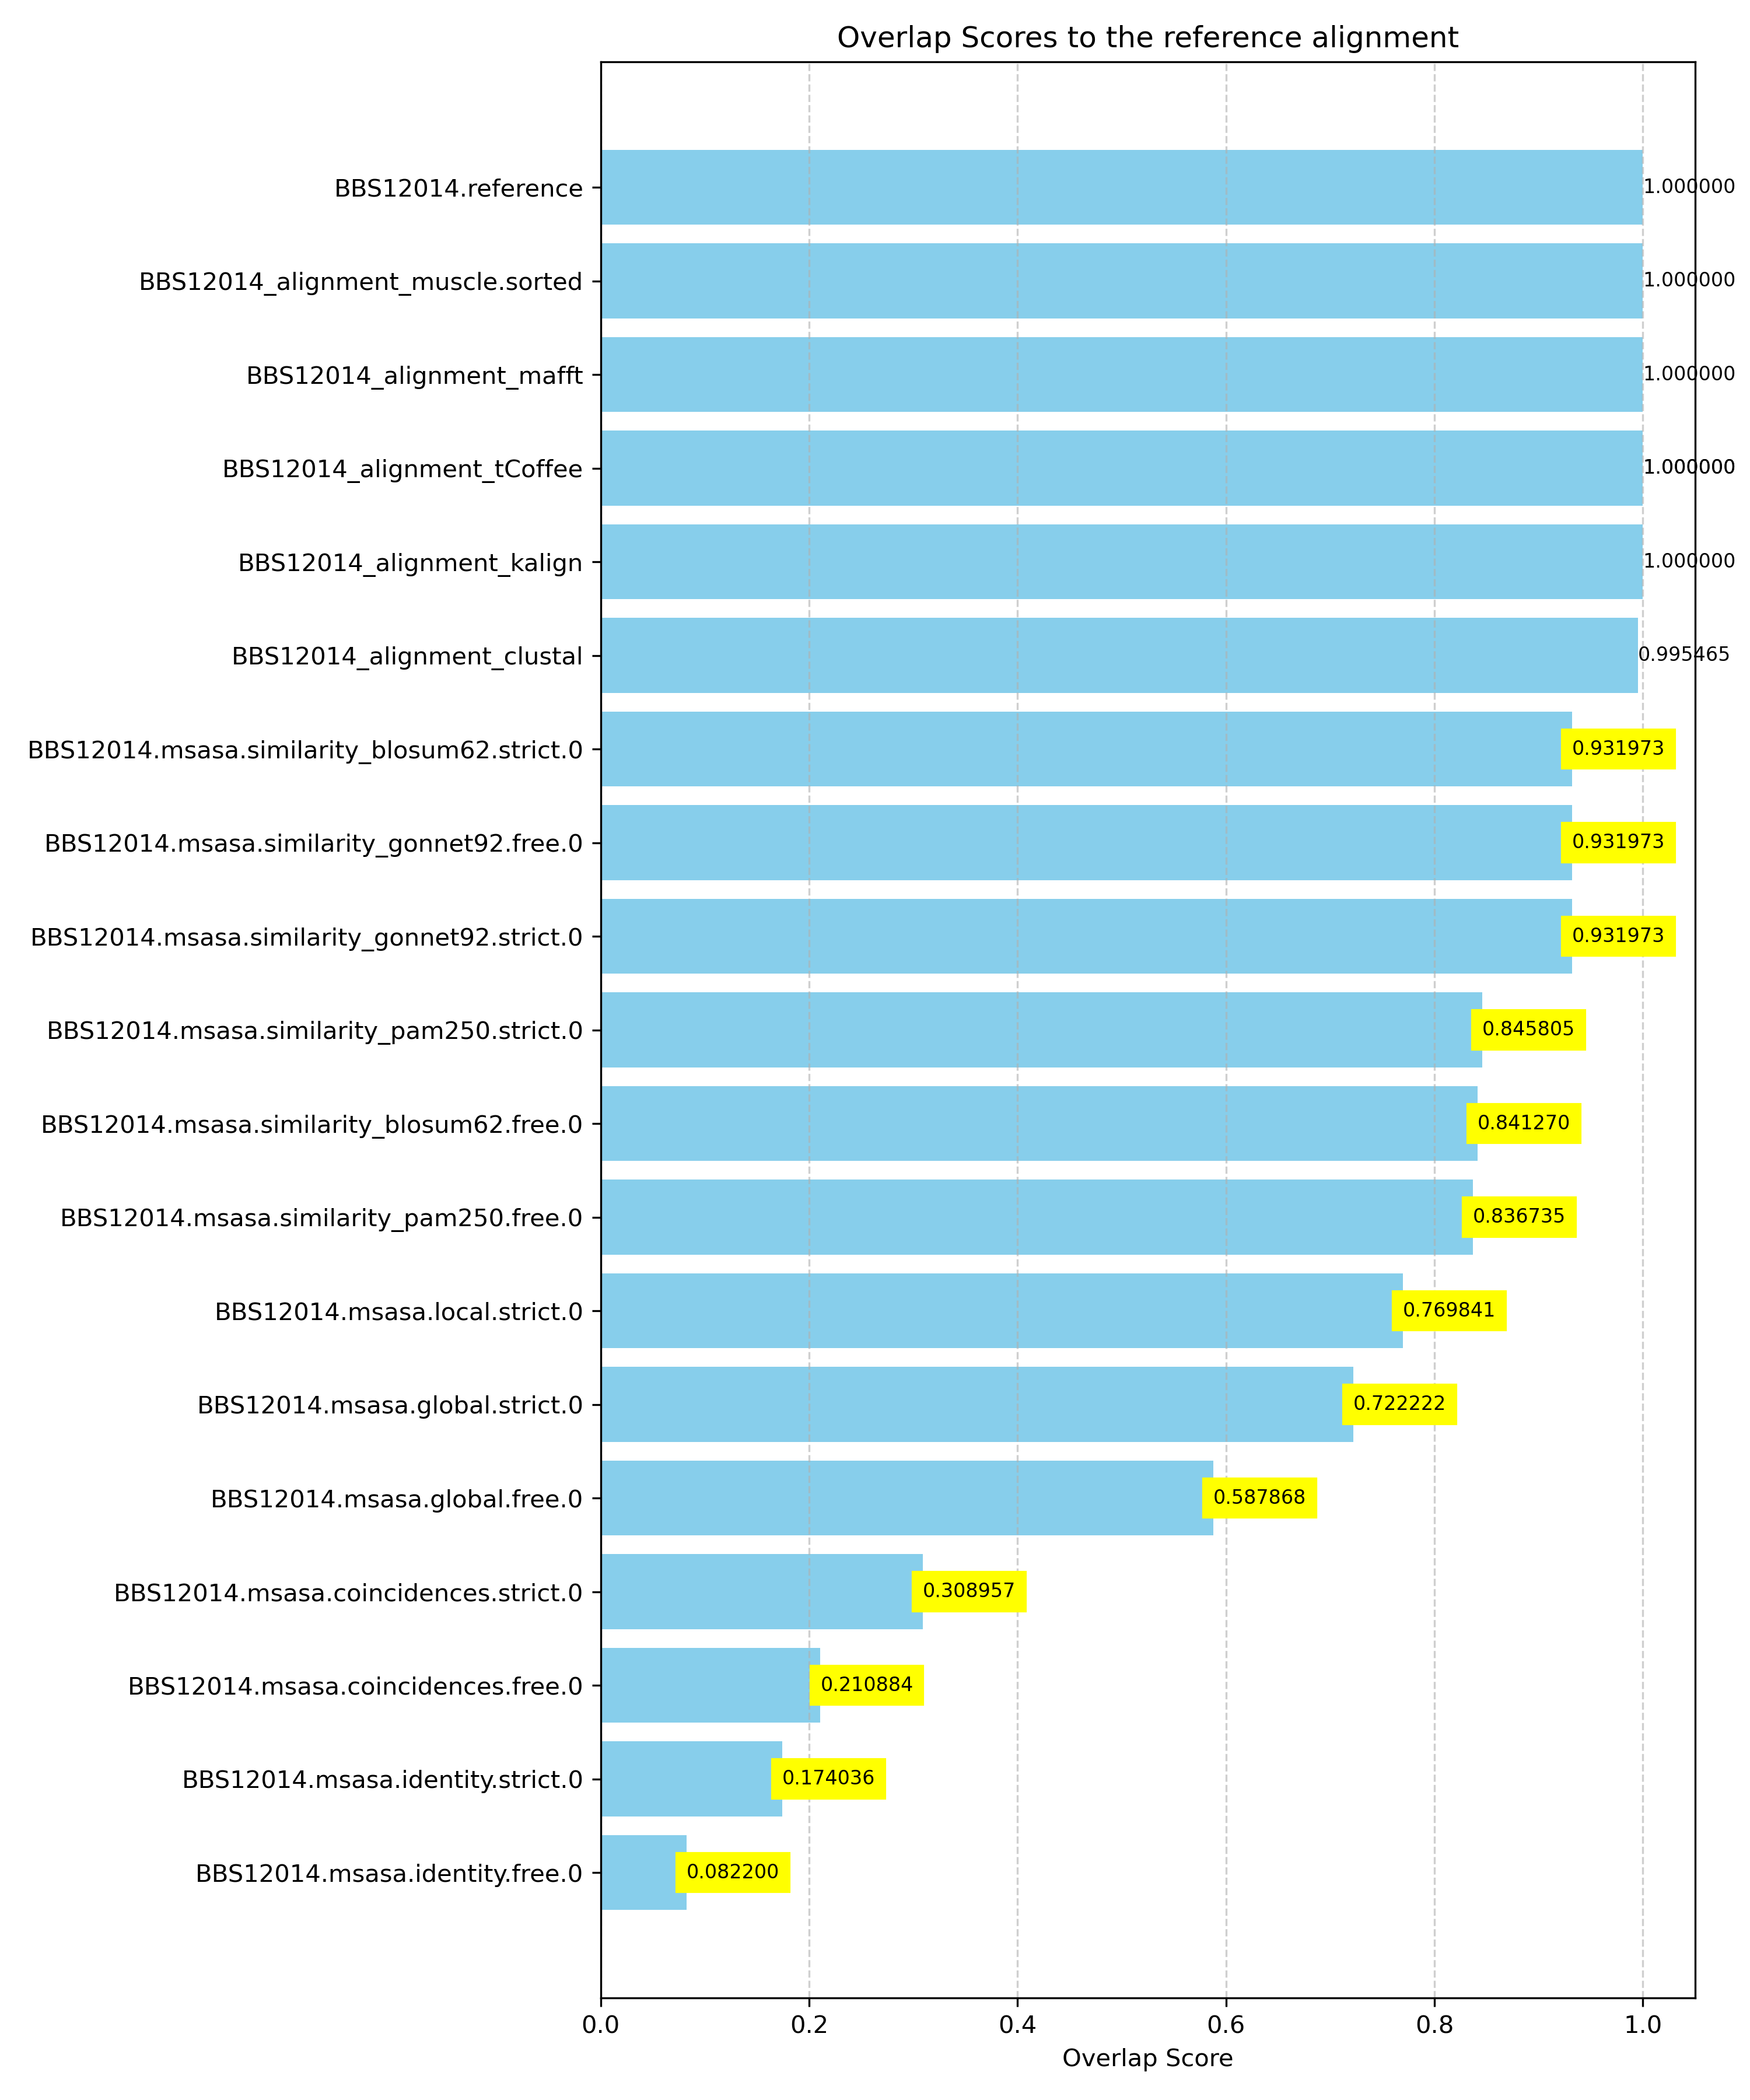 Overlap Scores to the reference alignment
BBS12014.reference 1.000000
BBS12014_alignment_muscle.sorted 1.000000
BBS12014_alignment_mafft 1.000000
BBS12014_alignment_tCoffee 1.000000
BBS12014_alignment_kalign 1.000000
BBS12014_alignment_clustal 0.995465
BBS12014.msasa.similarity_blosum62.strict.0 0.931973
BBS12014.msasa.similarity_gonnet92.free.0 0.931973
BBS12014.msasa.similarity_gonnet92.strict.0 0.931973
BBS12014.msasa.similarity_pam250.strict.0 0.845805
BBS12014.msasa.similarity_blosum62.free.0 0.841270
BBS12014.msasa.similarity_pam250.free.0 0.836735
BBS12014.msasa.local.strict.0 0.769841
BBS12014.msasa.global.strict.0 0.722222
BBS12014.msasa.global.free.0 0.587868
BBS12014.msasa.coincidences.strict.0 0.308957
BBS12014.msasa.coincidences.free.0 0.210884
BBS12014.msasa.identity.strict.0 0.174036
BBS12014.msasa.identity.free.0 0.082200
0.0 0.2 0.4 0.6 0.8 1.0
Overlap Score